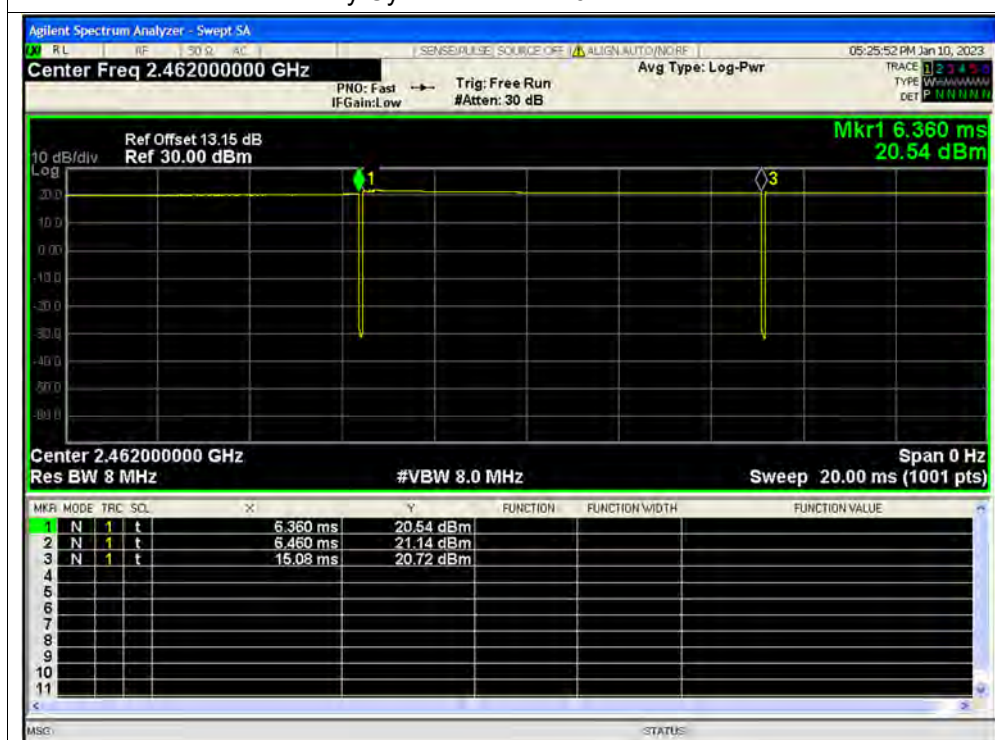 Agilent Spectrum Analyzer - Swept SA
RL RF 50 Ω AC SENSE:PULSE SOURCE OFF ALIGN AUTO/NO RF 05:25:52 PM Jan 10, 2023
Center Freq 2.462000000 GHz Avg Type: Log-Pwr TRACE 1 2 3 4 5 6
PNO: Fast Trig: Free Run TYPE
IFGain:Low #Atten: 30 dB DET P N N N N N
Mkr1 6.360 ms
Ref Offset 13.15 dB
10 dB/div Ref 30.00 dBm 20.54 dBm
Log
1 3
20.0
10.0
0.00
-10.0
-20.0
-30.0
-40.0
-50.0
-60.0
Center 2.462000000 GHz Span 0 Hz
Res BW 8 MHz #VBW 8.0 MHz Sweep 20.00 ms (1001 pts)
MKR MODE TRC SCL X Y FUNCTION FUNCTION WIDTH FUNCTION VALUE
1 N 1 t 6.360 ms 20.54 dBm
2 N 1 t 6.460 ms 21.14 dBm
3 N 1 t 15.08 ms 20.72 dBm
4
5
6
7
8
9
10
11
MSG STATUS